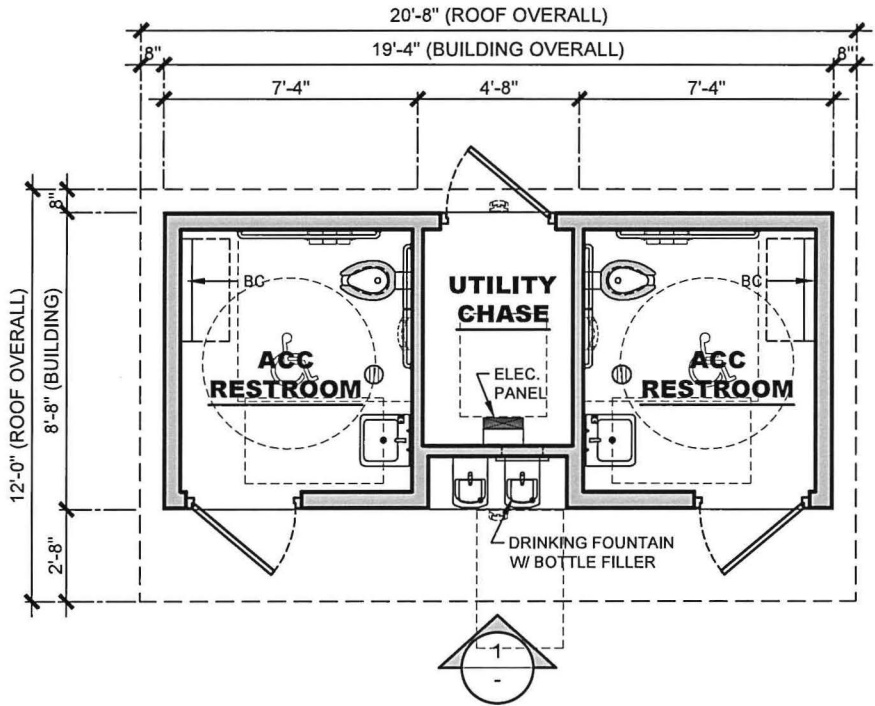 20'-8" (ROOF OVERALL)
8"
19'-4" (BUILDING OVERALL)
8"
7'-4"
4'-8"
7'-4"
12'-0" (ROOF OVERALL)
8"
8'-8" (BUILDING)
2'-8"
BC
ACC
RESTROOM
UTILITY
CHASE
ELEC.
PANEL
BC
ACC
RESTROOM
DRINKING FOUNTAIN
W/ BOTTLE FILLER
1
-